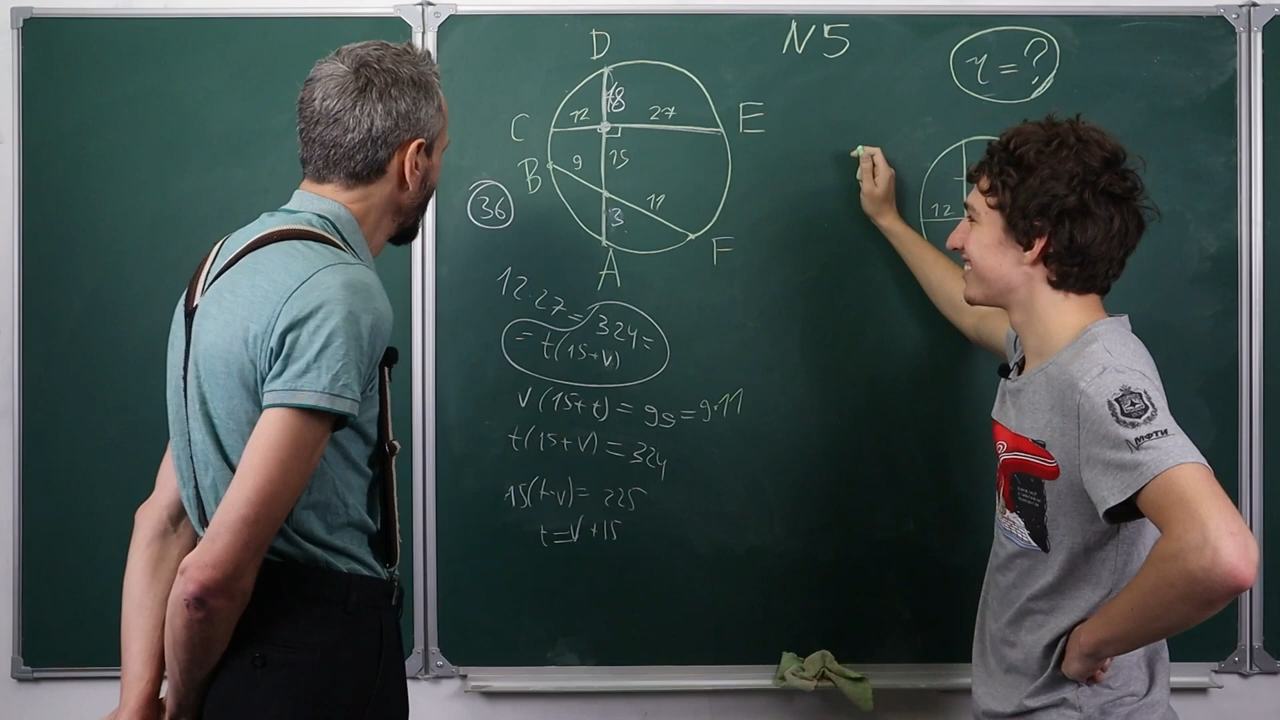 N5
r = ?
D
18
12 27
C E
15
B 9
11
36
3
F
A
12
12·27=
324=
= t(15+v)
v(15+t) = 9s = 9·11
t(15+v) = 324
15(t-v) = 225
t = v +15
МФТИ